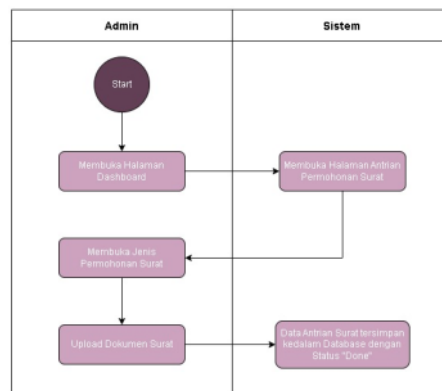 Admin
Sistem
Start
Membuka Halaman
Dashboard
Membuka Halaman Antrian
Permohonan Surat
Membuka Jenis
Permohonan Surat
Upload Dokumen Surat
Data Antrian Surat tersimpan
kedalam Database dengan
Status "Done"